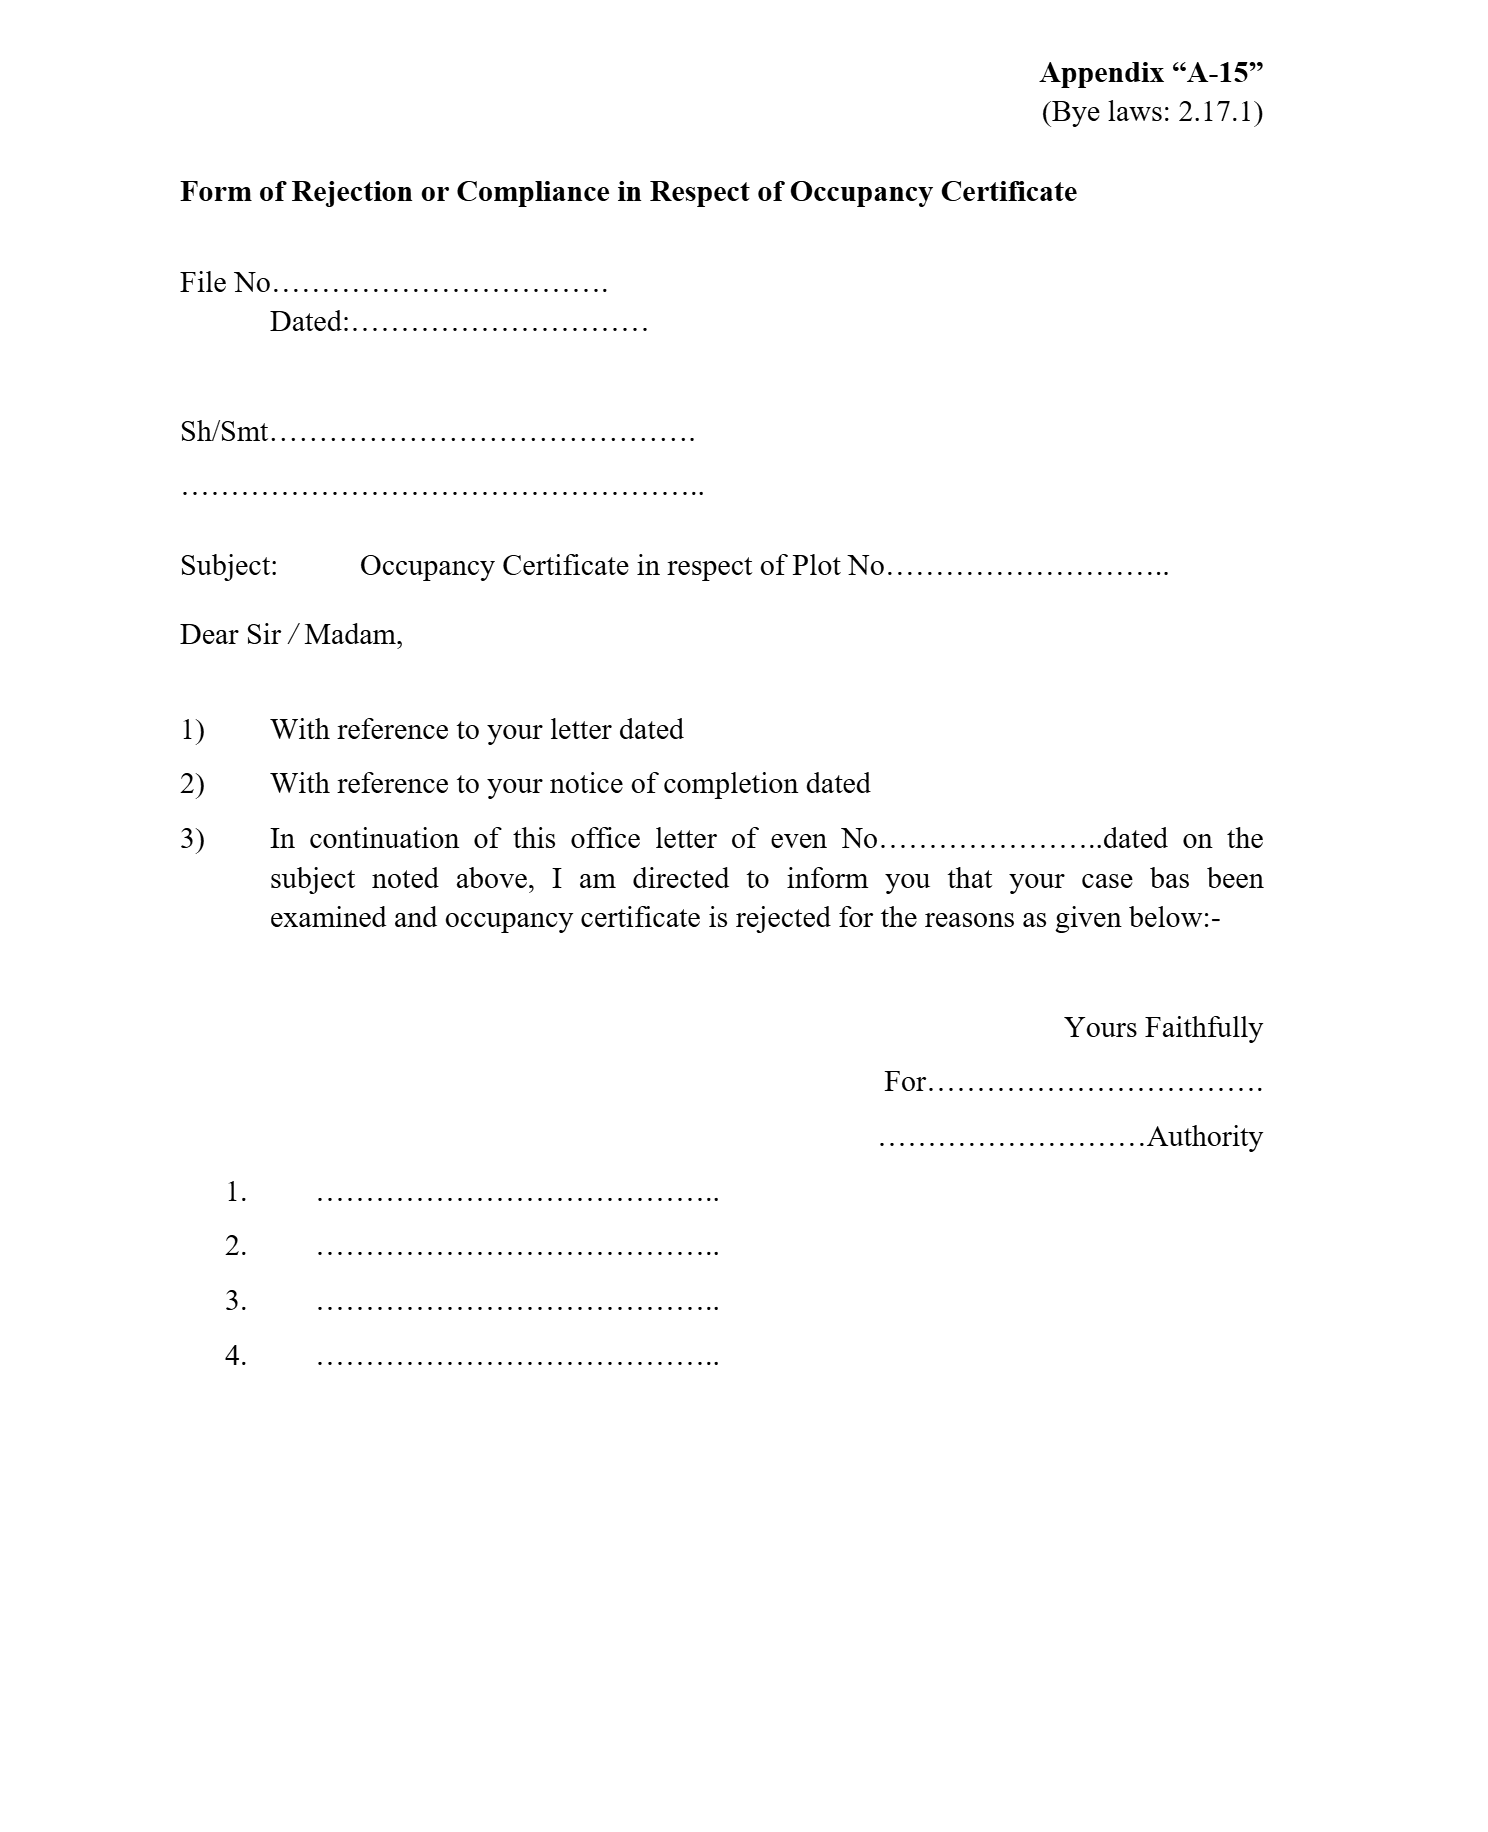 Appendix “A-15”
(Bye laws: 2.17.1)
Form of Rejection or Compliance in Respect of Occupancy Certificate
File No…………………………….
Dated:…………………………
Sh/Smt…………………………………….
……………………………………………..
Subject: Occupancy Certificate in respect of Plot No………………………..
Dear Sir / Madam,
1) With reference to your letter dated
2) With reference to your notice of completion dated
3) In continuation of this office letter of even No…………………..dated on the
subject noted above, I am directed to inform you that your case bas been
examined and occupancy certificate is rejected for the reasons as given below:-
Yours Faithfully
For…………………………….
………………………Authority
1. …………………………………..
2. …………………………………..
3. …………………………………..
4. …………………………………..